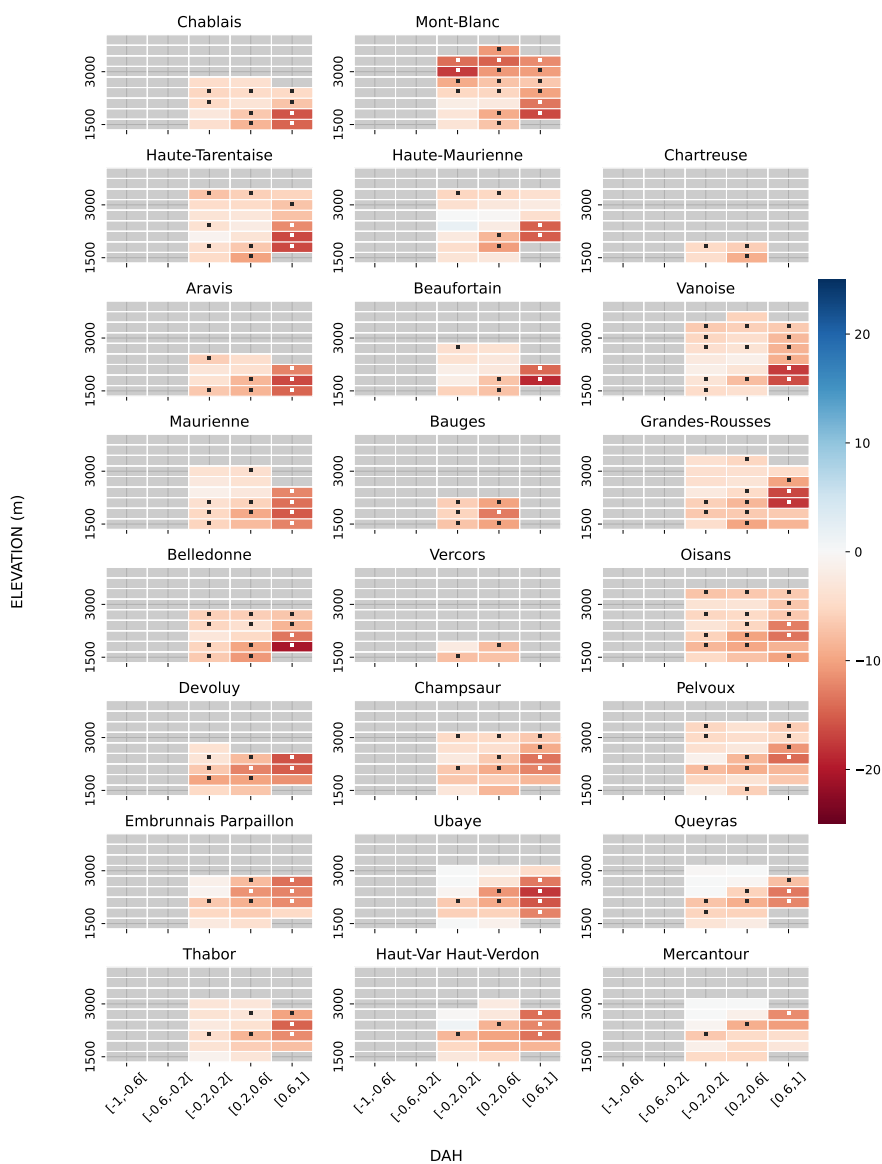 Chablais
Mont-Blanc
3000
1500
Haute-Tarentaise
Haute-Maurienne
Chartreuse
3000
1500
3000
1500
3000
1500
3000
1500
Aravis
Beaufortain
Vanoise
3000
1500
3000
1500
3000
1500
Maurienne
Bauges
Grandes-Rousses
3000
1500
3000
1500
3000
1500
Belledonne
Vercors
Oisans
3000
1500
3000
1500
3000
1500
Devoluy
Champsaur
Pelvoux
3000
1500
3000
1500
3000
1500
Embrunnais Parpaillon
Ubaye
Queyras
3000
1500
3000
1500
3000
1500
Thabor
Haut-Var Haut-Verdon
Mercantour
3000
1500
3000
1500
3000
1500
[-1,-0.6[
[-0.6,-0.2[
[-0.2,0.2[
[0.2,0.6[
[0.6,1]
[-1,-0.6[
[-0.6,-0.2[
[-0.2,0.2[
[0.2,0.6[
[0.6,1]
[-1,-0.6[
[-0.6,-0.2[
[-0.2,0.2[
[0.2,0.6[
[0.6,1]
ELEVATION (m)
DAH
20
10
0
−10
−20